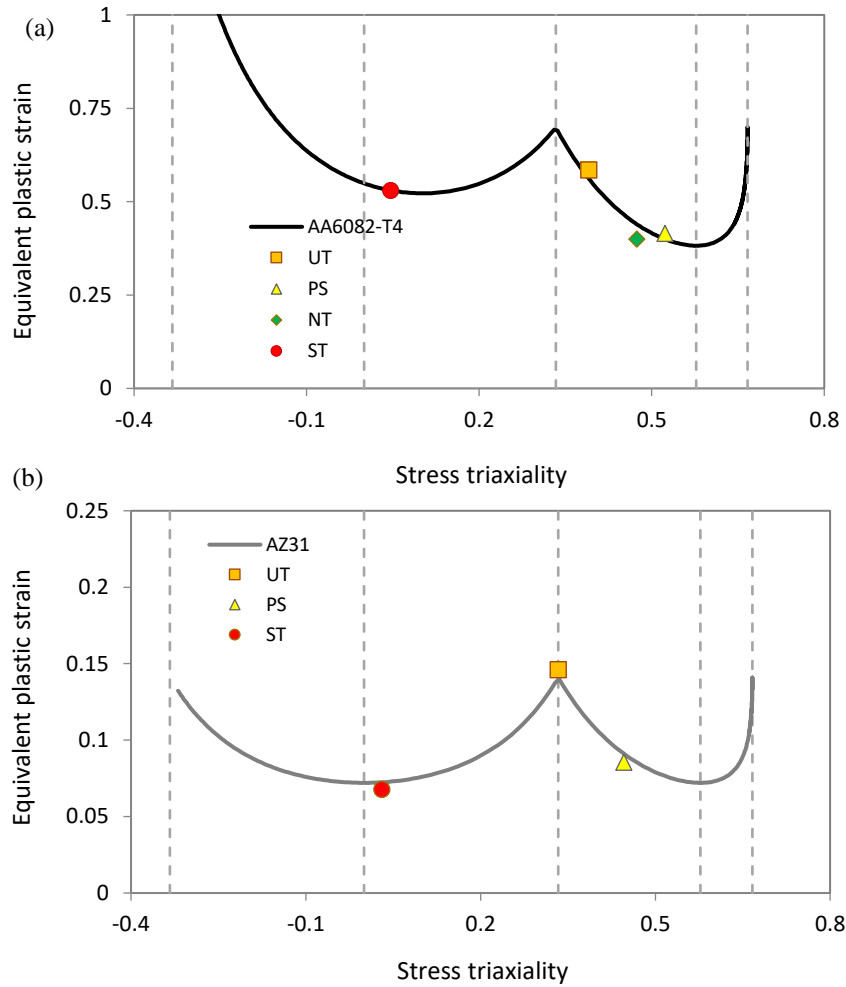 (a)
1
0.75
0.5
0.25
0
Equivalent plastic strain
AA6082-T4
UT
PS
NT
ST
-0.4 -0.1 0.2 0.5 0.8
Stress triaxiality
(b)
0.25
0.2
0.15
0.1
0.05
0
Equivalent plastic strain
AZ31
UT
PS
ST
-0.4 -0.1 0.2 0.5 0.8
Stress triaxiality